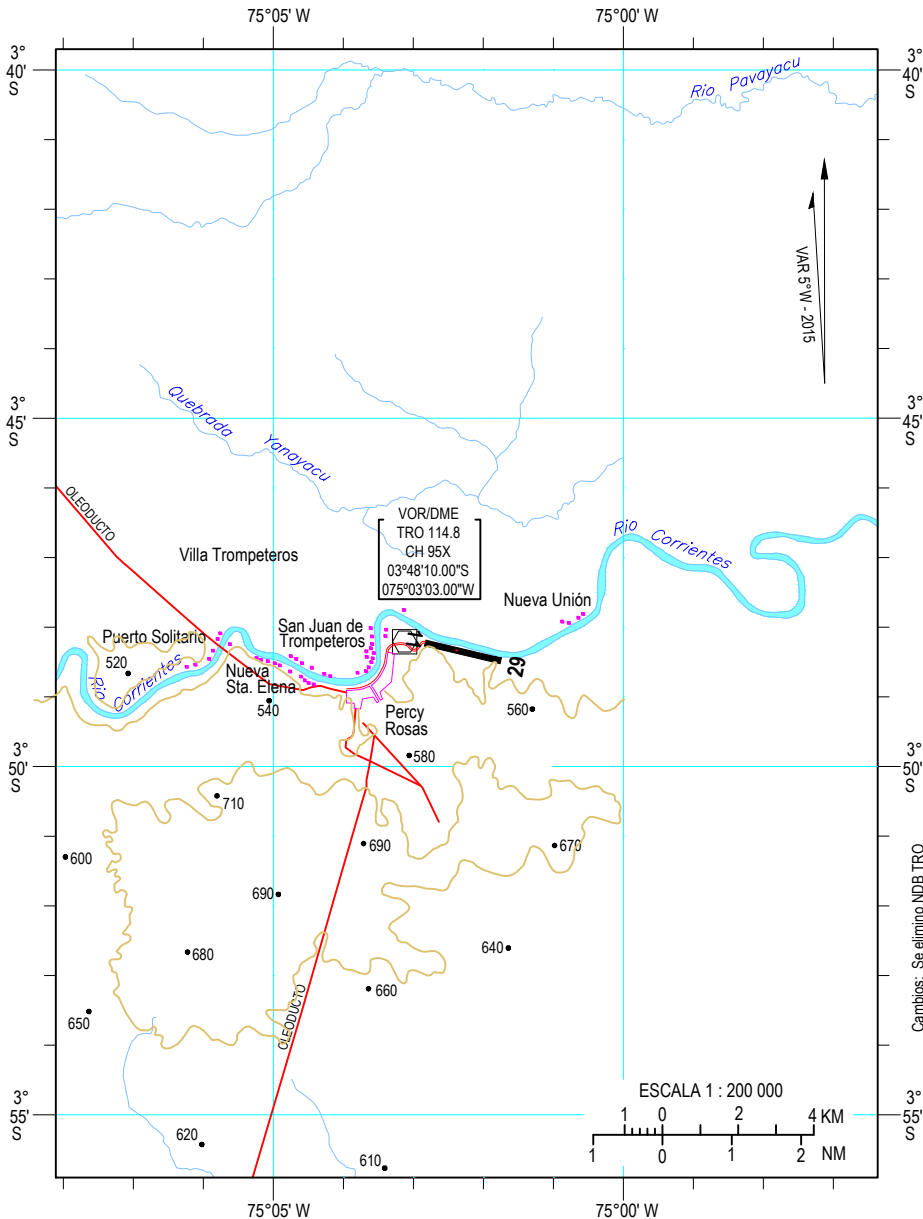 75°05' W
75°00' W
3°
40'
S
3°
40'
S
Rio Pavayacu
VAR 5°W - 2015
3°
45'
S
3°
45'
S
Quebrada
Yanayacu
OLEODUCTO
VOR/DME
TRO 114.8
CH 95X
03°48'10.00"S
075°03'03.00"W
Rio Corrientes
Villa Trompeteros
Nueva Unión
San Juan de
Trompeteros
Puerto Solitario
520
Rio Corrientes
Nueva
Sta. Elena
540
29
560
Percy
Rosas
580
3°
50'
S
3°
50'
S
710
600
690
670
690
680
640
660
650
OLEODUCTO
Cambios: Se elimino NDB TRO
ESCALA 1 : 200 000
1 0 2 4 KM
1 0 1 2 NM
3°
55'
S
3°
55'
S
620
610
75°05' W
75°00' W